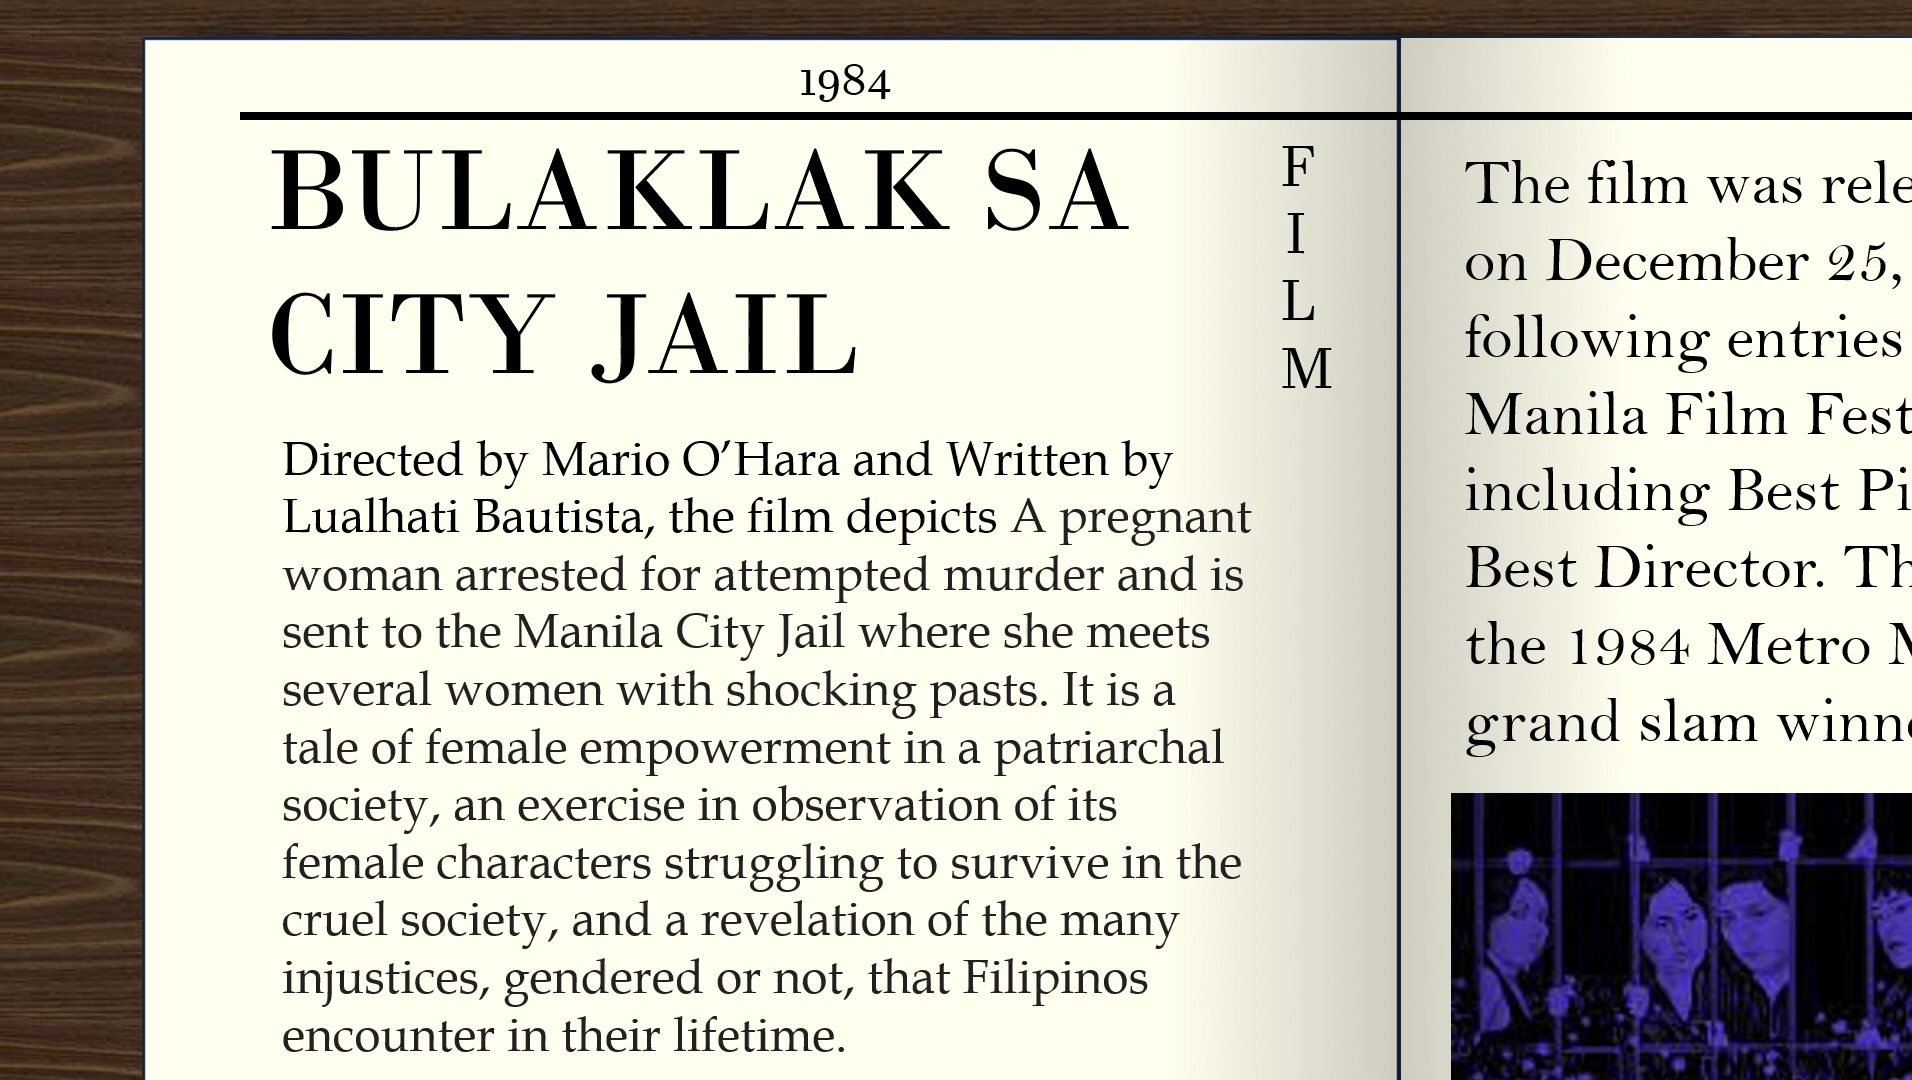 1984
BULAKLAK SA
CITY JAIL
F
I
L
M
Directed by Mario O’Hara and Written by
Lualhati Bautista, the film depicts A pregnant
woman arrested for attempted murder and is
sent to the Manila City Jail where she meets
several women with shocking pasts. It is a
tale of female empowerment in a patriarchal
society, an exercise in observation of its
female characters struggling to survive in the
cruel society, and a revelation of the many
injustices, gendered or not, that Filipinos
encounter in their lifetime.
The film was
on December 25,
following entries
Manila Film
including Best
Best Director.
the 1984 Metro
grand slam